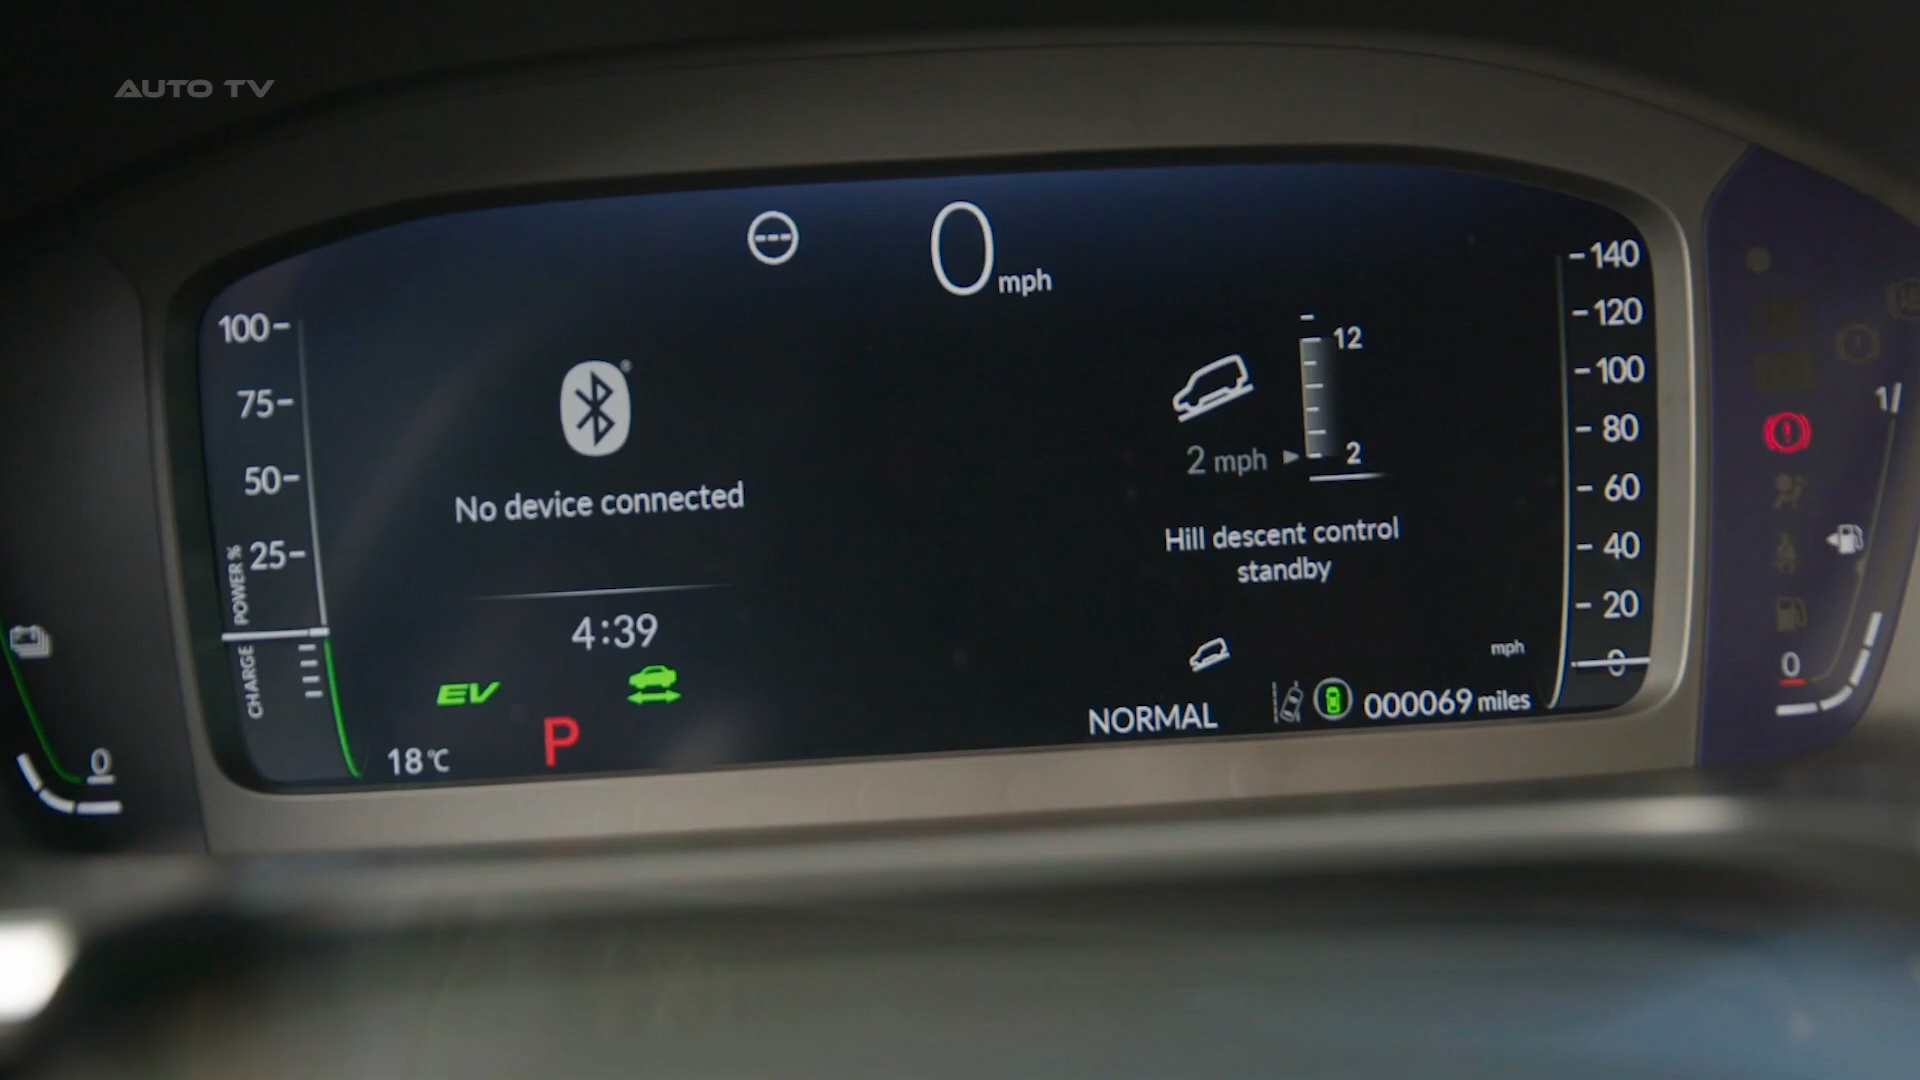 AUTO TV
0 mph
100
75
50
25
POWER %
CHARGE
No device connected
4:39
EV
P
18°C
12
2 mph
2
Hill descent control
standby
NORMAL
000069 miles
mph
140
120
100
80
60
40
20
0
0
0